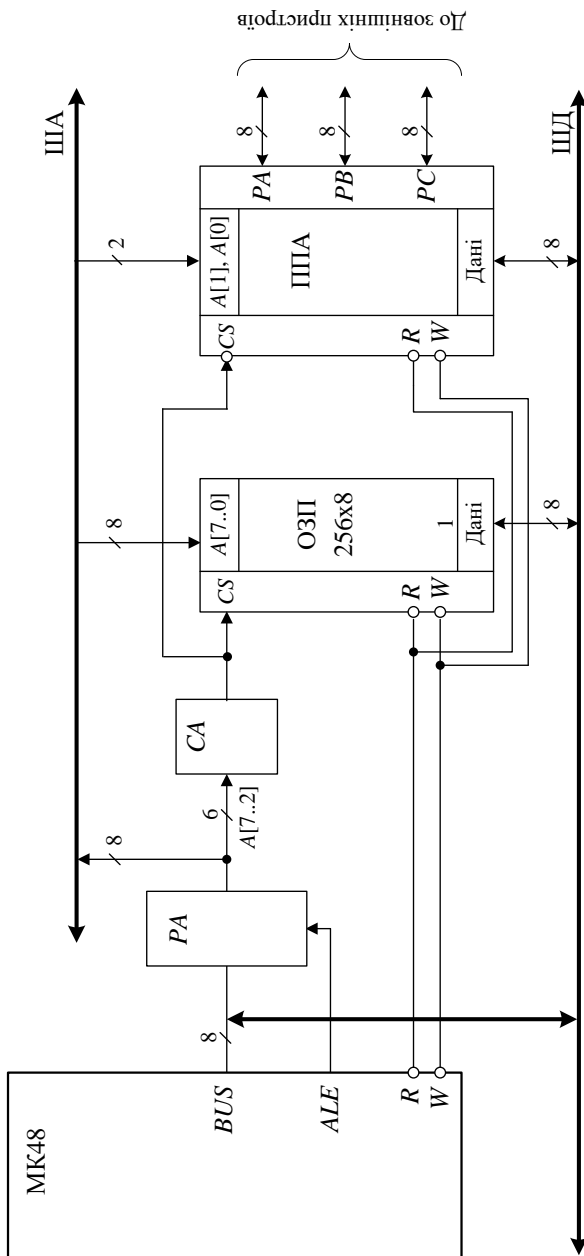 МК48
BUS
ALE
R
W
8
PA
8
6
A[7..2]
CA
ША
8
CS
A[7..0]
ОЗП
256x8
1
R
W
Дані
8
2
CS
A[1], A[0]
ППА
R
W
Дані
8
PA
PB
PC
8
8
8
До зовнішніх пристроїв
ШД